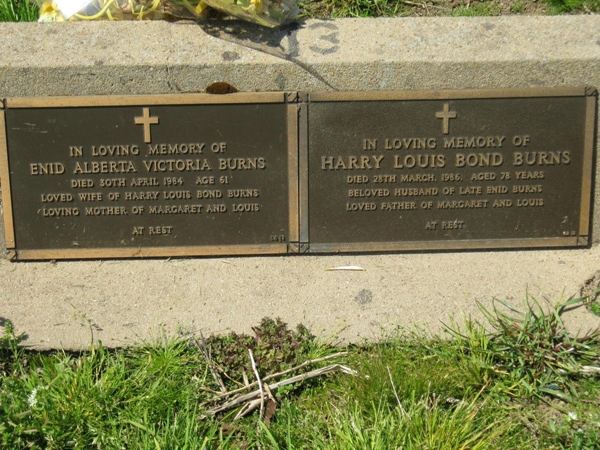 IN LOVING MEMORY OF
ENID ALBERTA VICTORIA BURNS
DIED 30TH APRIL 1984 AGE 61
LOVED WIFE OF HARRY LOUIS BOND BURNS
LOVING MOTHER OF MARGARET AND LOUIS
AT REST
IN LOVING MEMORY OF
HARRY LOUIS BOND BURNS
DIED 28TH MARCH, 1986. AGED 78 YEARS
BELOVED HUSBAND OF LATE ENID BURNS
LOVED FATHER OF MARGARET AND LOUIS
AT REST